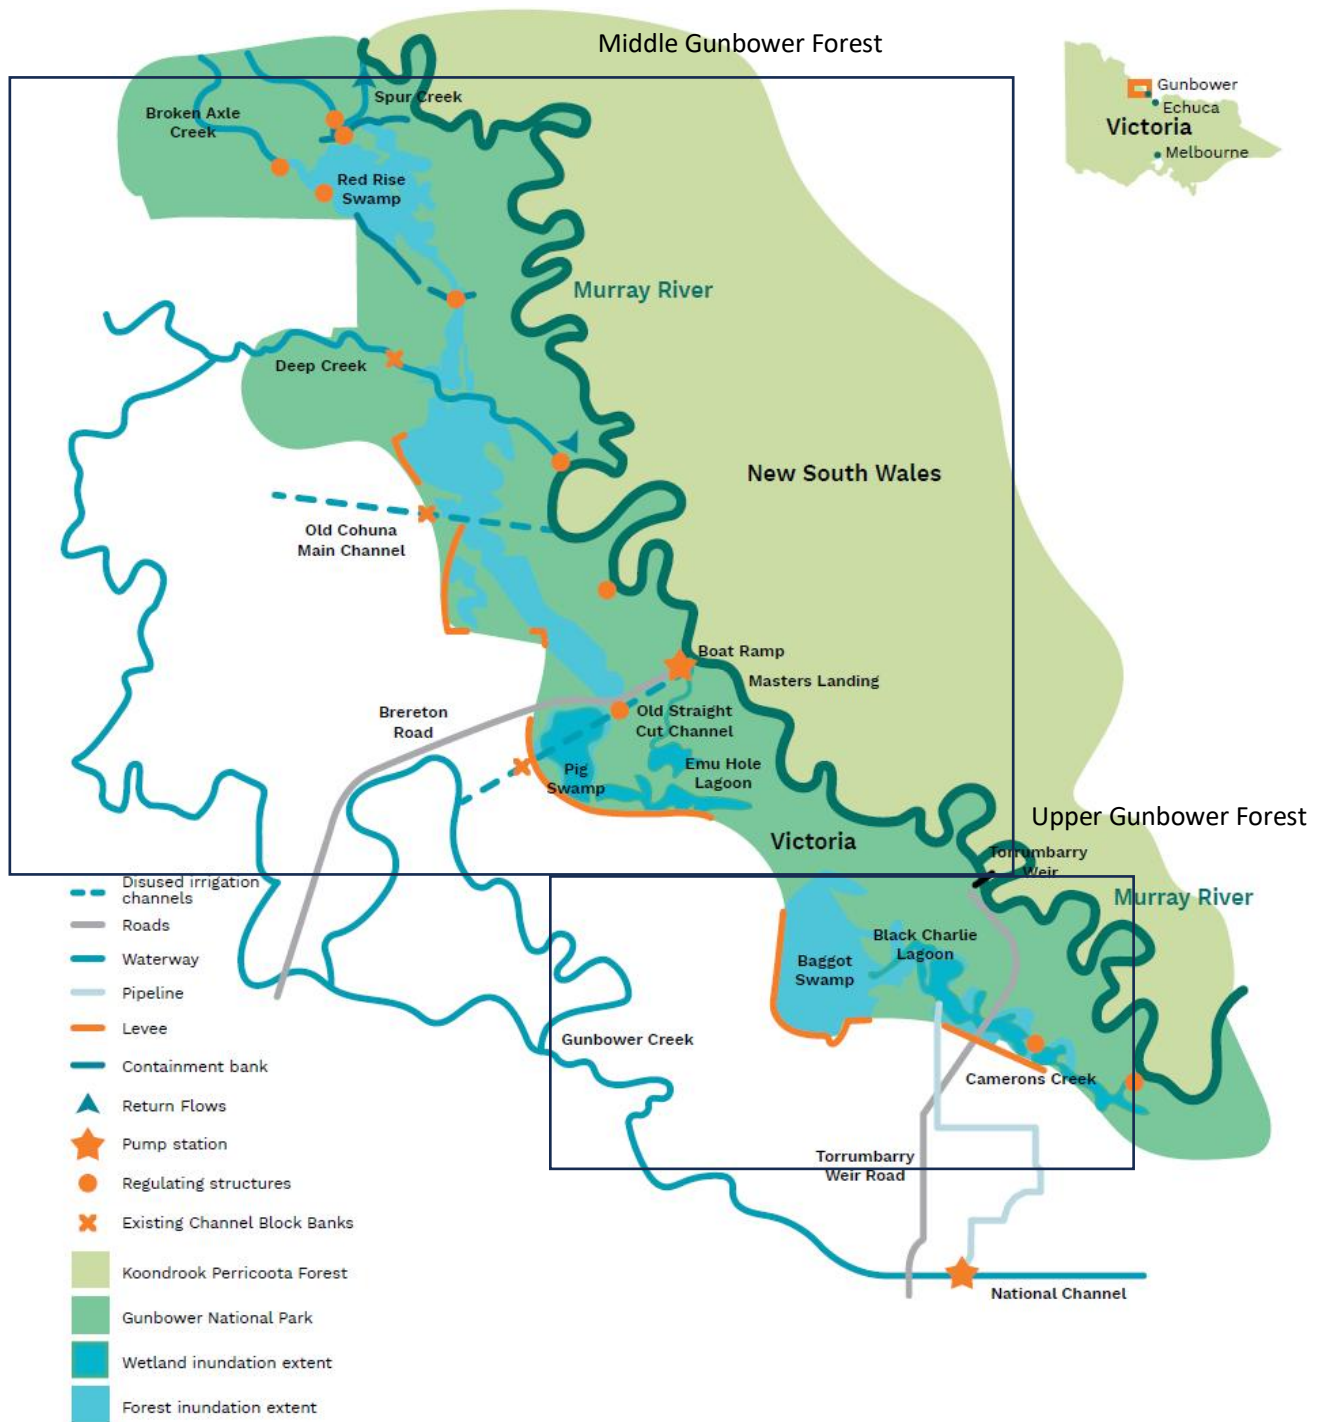 Middle Gunbower Forest
Gunbower
Echuca
Victoria
Melbourne
Spur Creek
Broken Axle
Creek
Red Rise
Swamp
Murray River
Deep Creek
New South Wales
Old Cohuna
Main Channel
Boat Ramp
Masters Landing
Brereton
Road
Old Straight
Cut Channel
Pig
Swamp
Emu Hole
Lagoon
Upper Gunbower Forest
Victoria
Torrumbarry
Weir
Murray River
Black Charlie
Lagoon
Baggot
Swamp
Gunbower Creek
Camerons Creek
Torrumbarry
Weir Road
National Channel
Disused irrigation
channels
Roads
Waterway
Pipeline
Levee
Containment bank
Return Flows
Pump station
Regulating structures
Existing Channel Block Banks
Koondrook Perricoota Forest
Gunbower National Park
Wetland inundation extent
Forest inundation extent